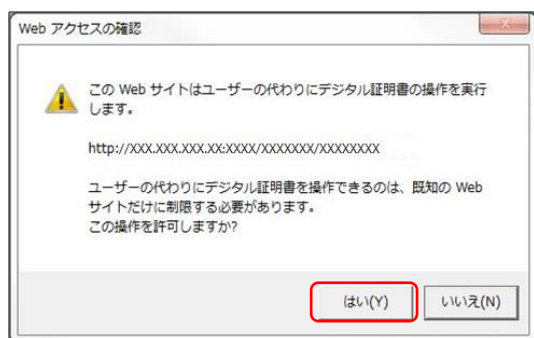 Web アクセスの確認
この Web サイトはユーザーの代わりにデジタル証明書の操作を実行
します。
http://XXX.XXX.XXX.XX:XXXX/XXXXXXX/XXXXXXXX
ユーザーの代わりにデジタル証明書を操作できるのは、既知の Web
サイトだけに制限する必要があります。
この操作を許可しますか?
はい(Y)
いいえ(N)